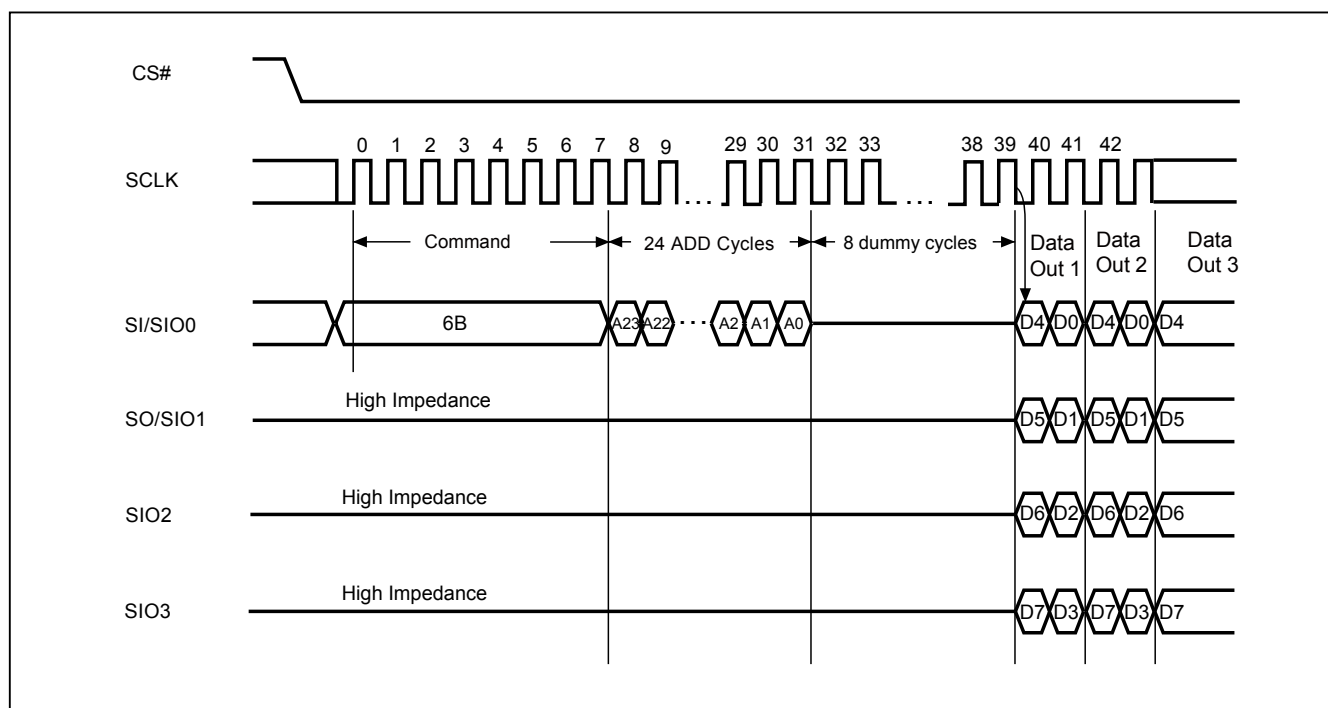 CS#
0 1 2 3 4 5 6 7 8 9 29 30 31 32 33 38 39 40 41 42
SCLK
Command 24 ADD Cycles 8 dummy cycles Data Out 1 Data Out 2 Data Out 3
SI/SIO0 6B A23 A22 A2 A1 A0 D4 D0 D4 D0 D4
High Impedance
SO/SIO1 D5 D1 D5 D1 D5
High Impedance
SIO2 D6 D2 D6 D2 D6
High Impedance
SIO3 D7 D3 D7 D3 D7